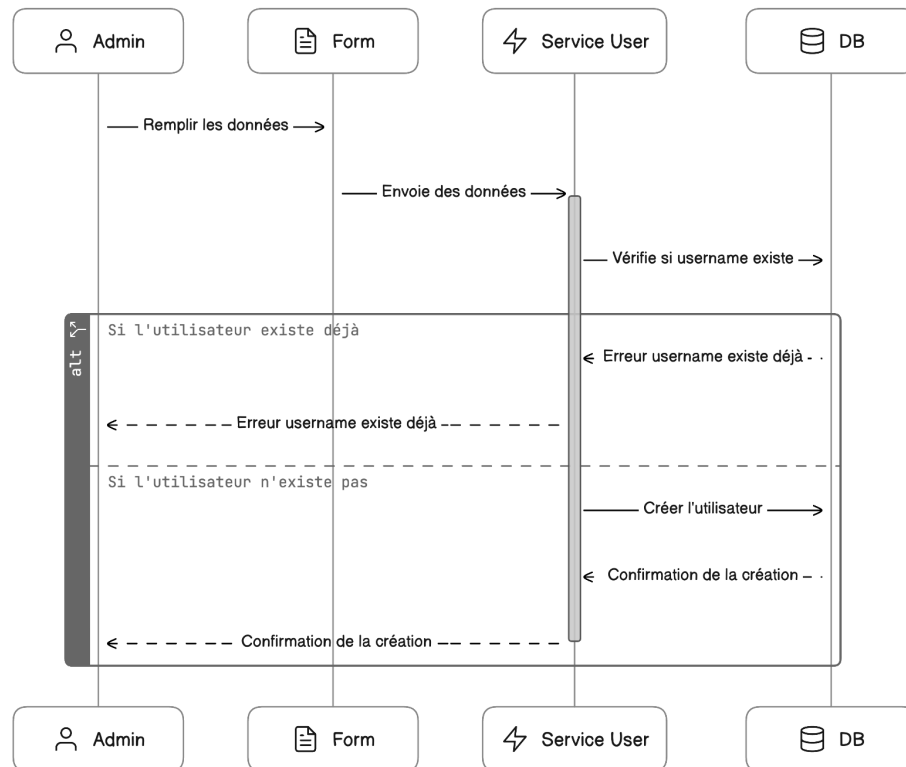 Admin
Form
Service User
DB
Remplir les données
Envoie des données
Vérifie si username existe
alt
Si l'utilisateur existe déjà
Erreur username existe déjà
Erreur username existe déjà
Si l'utilisateur n'existe pas
Créer l'utilisateur
Confirmation de la création
Confirmation de la création
Admin
Form
Service User
DB